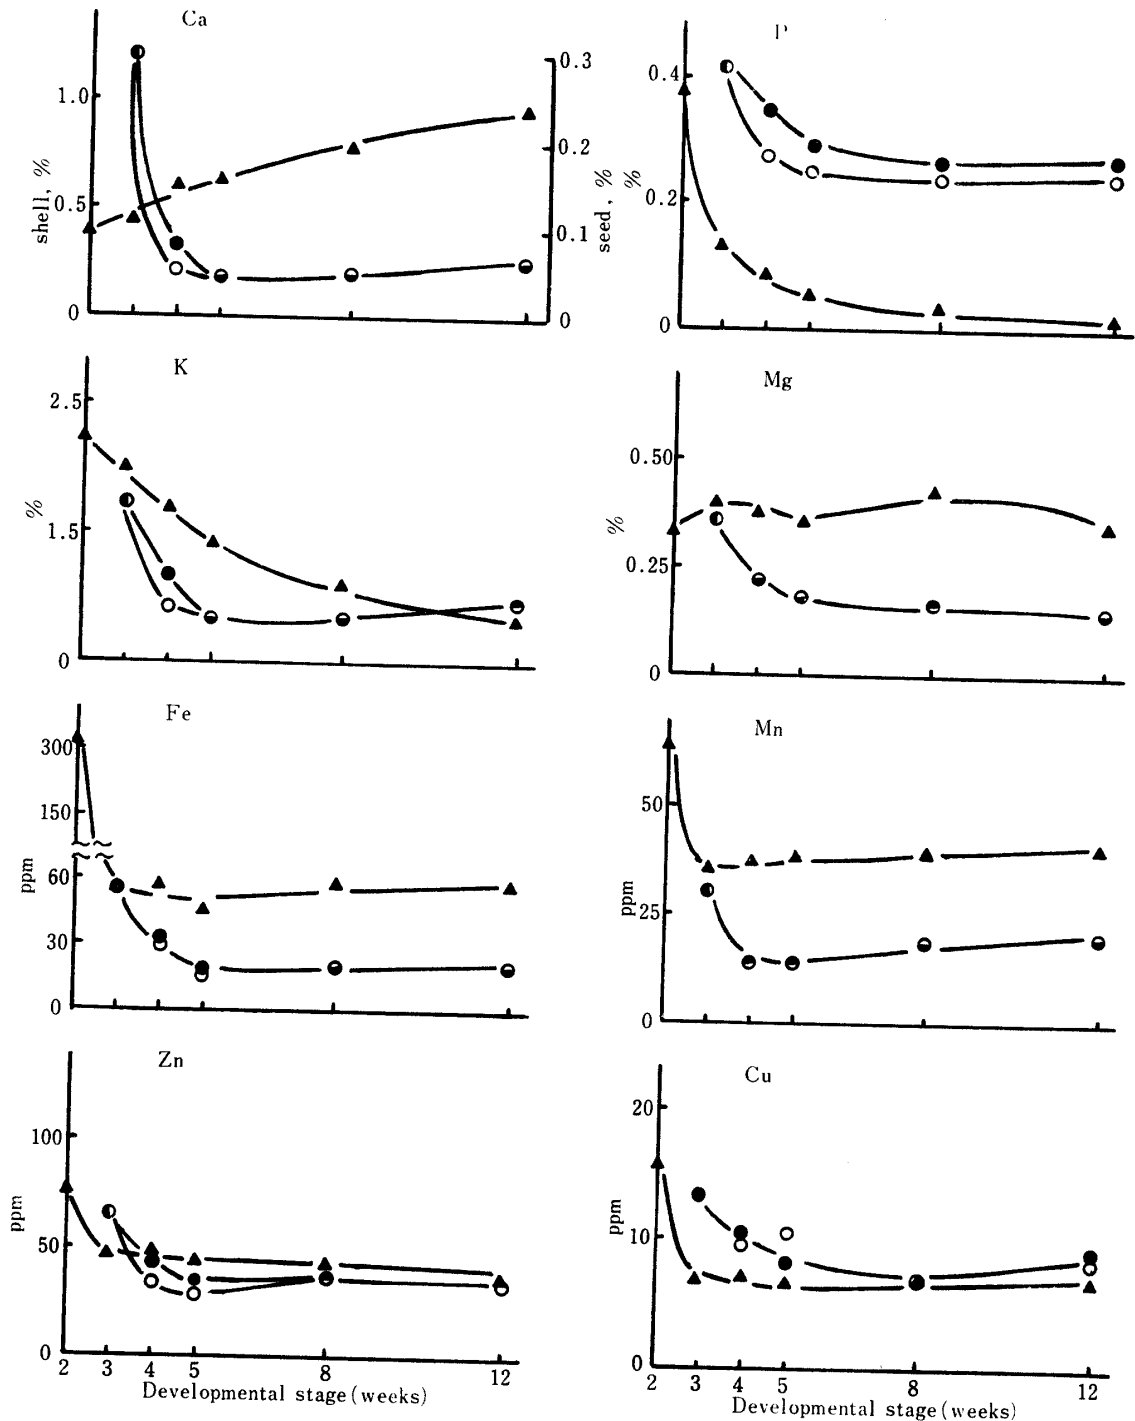 Ca
1.0
0.5
0
shell, %
0.3
0.2
0.1
0
seed, %
P
0.4
0.2
0
%
K
2.5
1.5
0
%
Mg
0.50
0.25
0
%
Fe
300
150
60
30
0
ppm
Mn
50
25
0
ppm
Zn
100
50
0
ppm
2 3 4 5 8 12
Developmental stage (weeks)
Cu
20
10
0
ppm
2 3 4 5 8 12
Developmental stage (weeks)